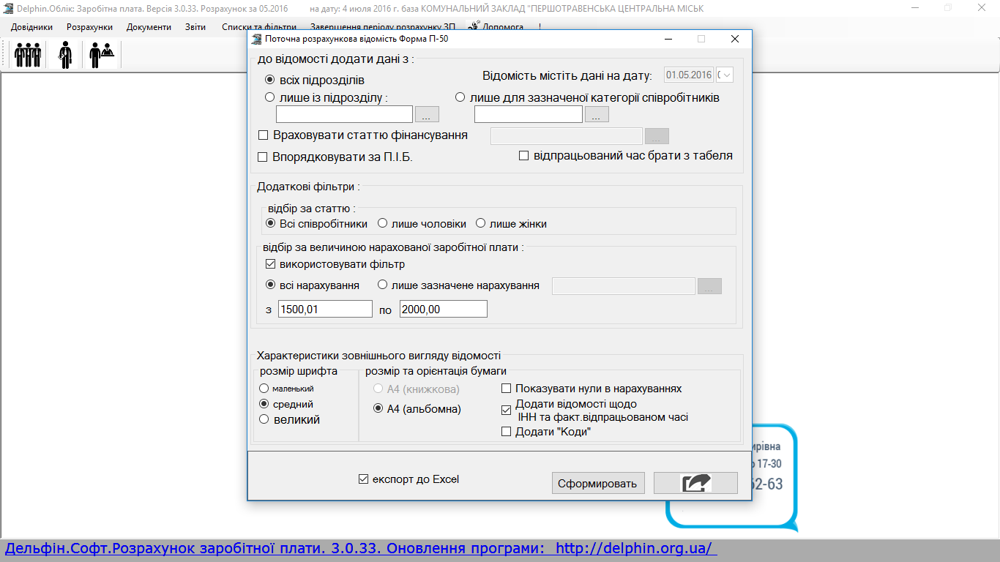 Delphin.Облік: Заробітна плата. Версія 3.0.33. Розрахунок за 05.2016 на дату: 4 июля 2016 г. база КОМУНАЛЬНИЙ ЗАКЛАД "ПЕРШОТРАВЕНСЬКА ЦЕНТРАЛЬНА МІСЬК
Довідники Розрахунки Документи Звіти Списки та фільтри Завершення періоду розрахунку ЗП Допомога !
Поточна розрахункова відомість Форма П-50
до відомості додати дані з :
всіх підрозділів
Відомість містіть дані на дату: 01.05.2016
лише із підрозділу :
лише для зазначеної категорії співробітників
...
...
Враховувати статтю фінансування
...
Впорядковувати за П.І.Б.
відпрацьований час брати з табеля
Додаткові фільтри :
відбір за статтю :
Всі співробітники лише чоловіки лише жінки
відбір за величиною нарахованої заробітної плати :
використовувати фільтр
всі нарахування лише зазначене нарахування ...
з 1500,01 по 2000,00
Характеристики зовнішнього вигляду відомості
розмір шрифта
маленький
средний
великий
розмір та орієнтація бумаги
А4 (книжкова)
А4 (альбомна)
Показувати нули в нарахуваннях
Додати відомості щодо
ІНН та факт.відпрацьованом часі
Додати "Коди"
експорт до Excel
Сформировать
17-30
52-63
Дельфін.Софт.Розрахунок заробітної плати. 3.0.33. Оновлення програми: http://delphin.org.ua/